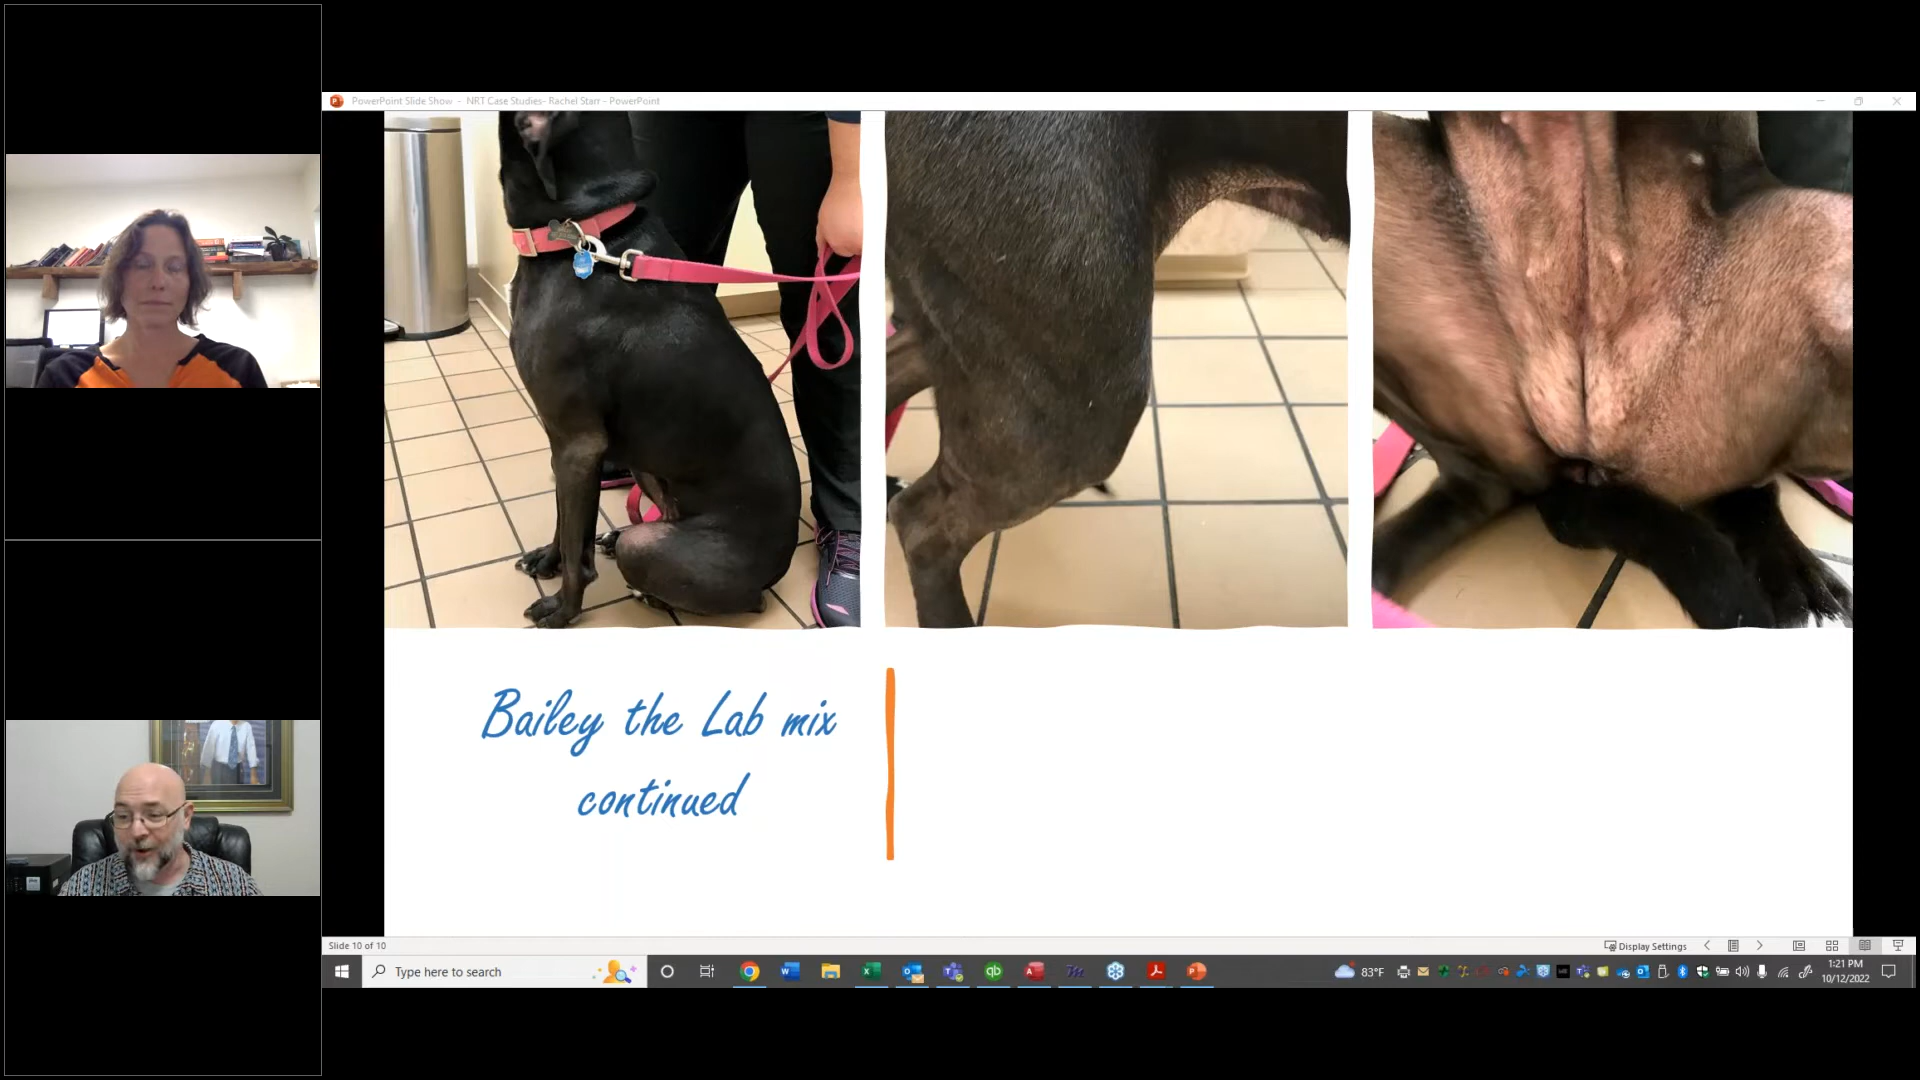 PowerPoint Slide Show - NRT Case Studies- Rachel Starr - PowerPoint
Bailey the Lab mix
continued
Slide 10 of 10
Display Settings
Type here to search
83°F
1:21 PM
10/12/2022